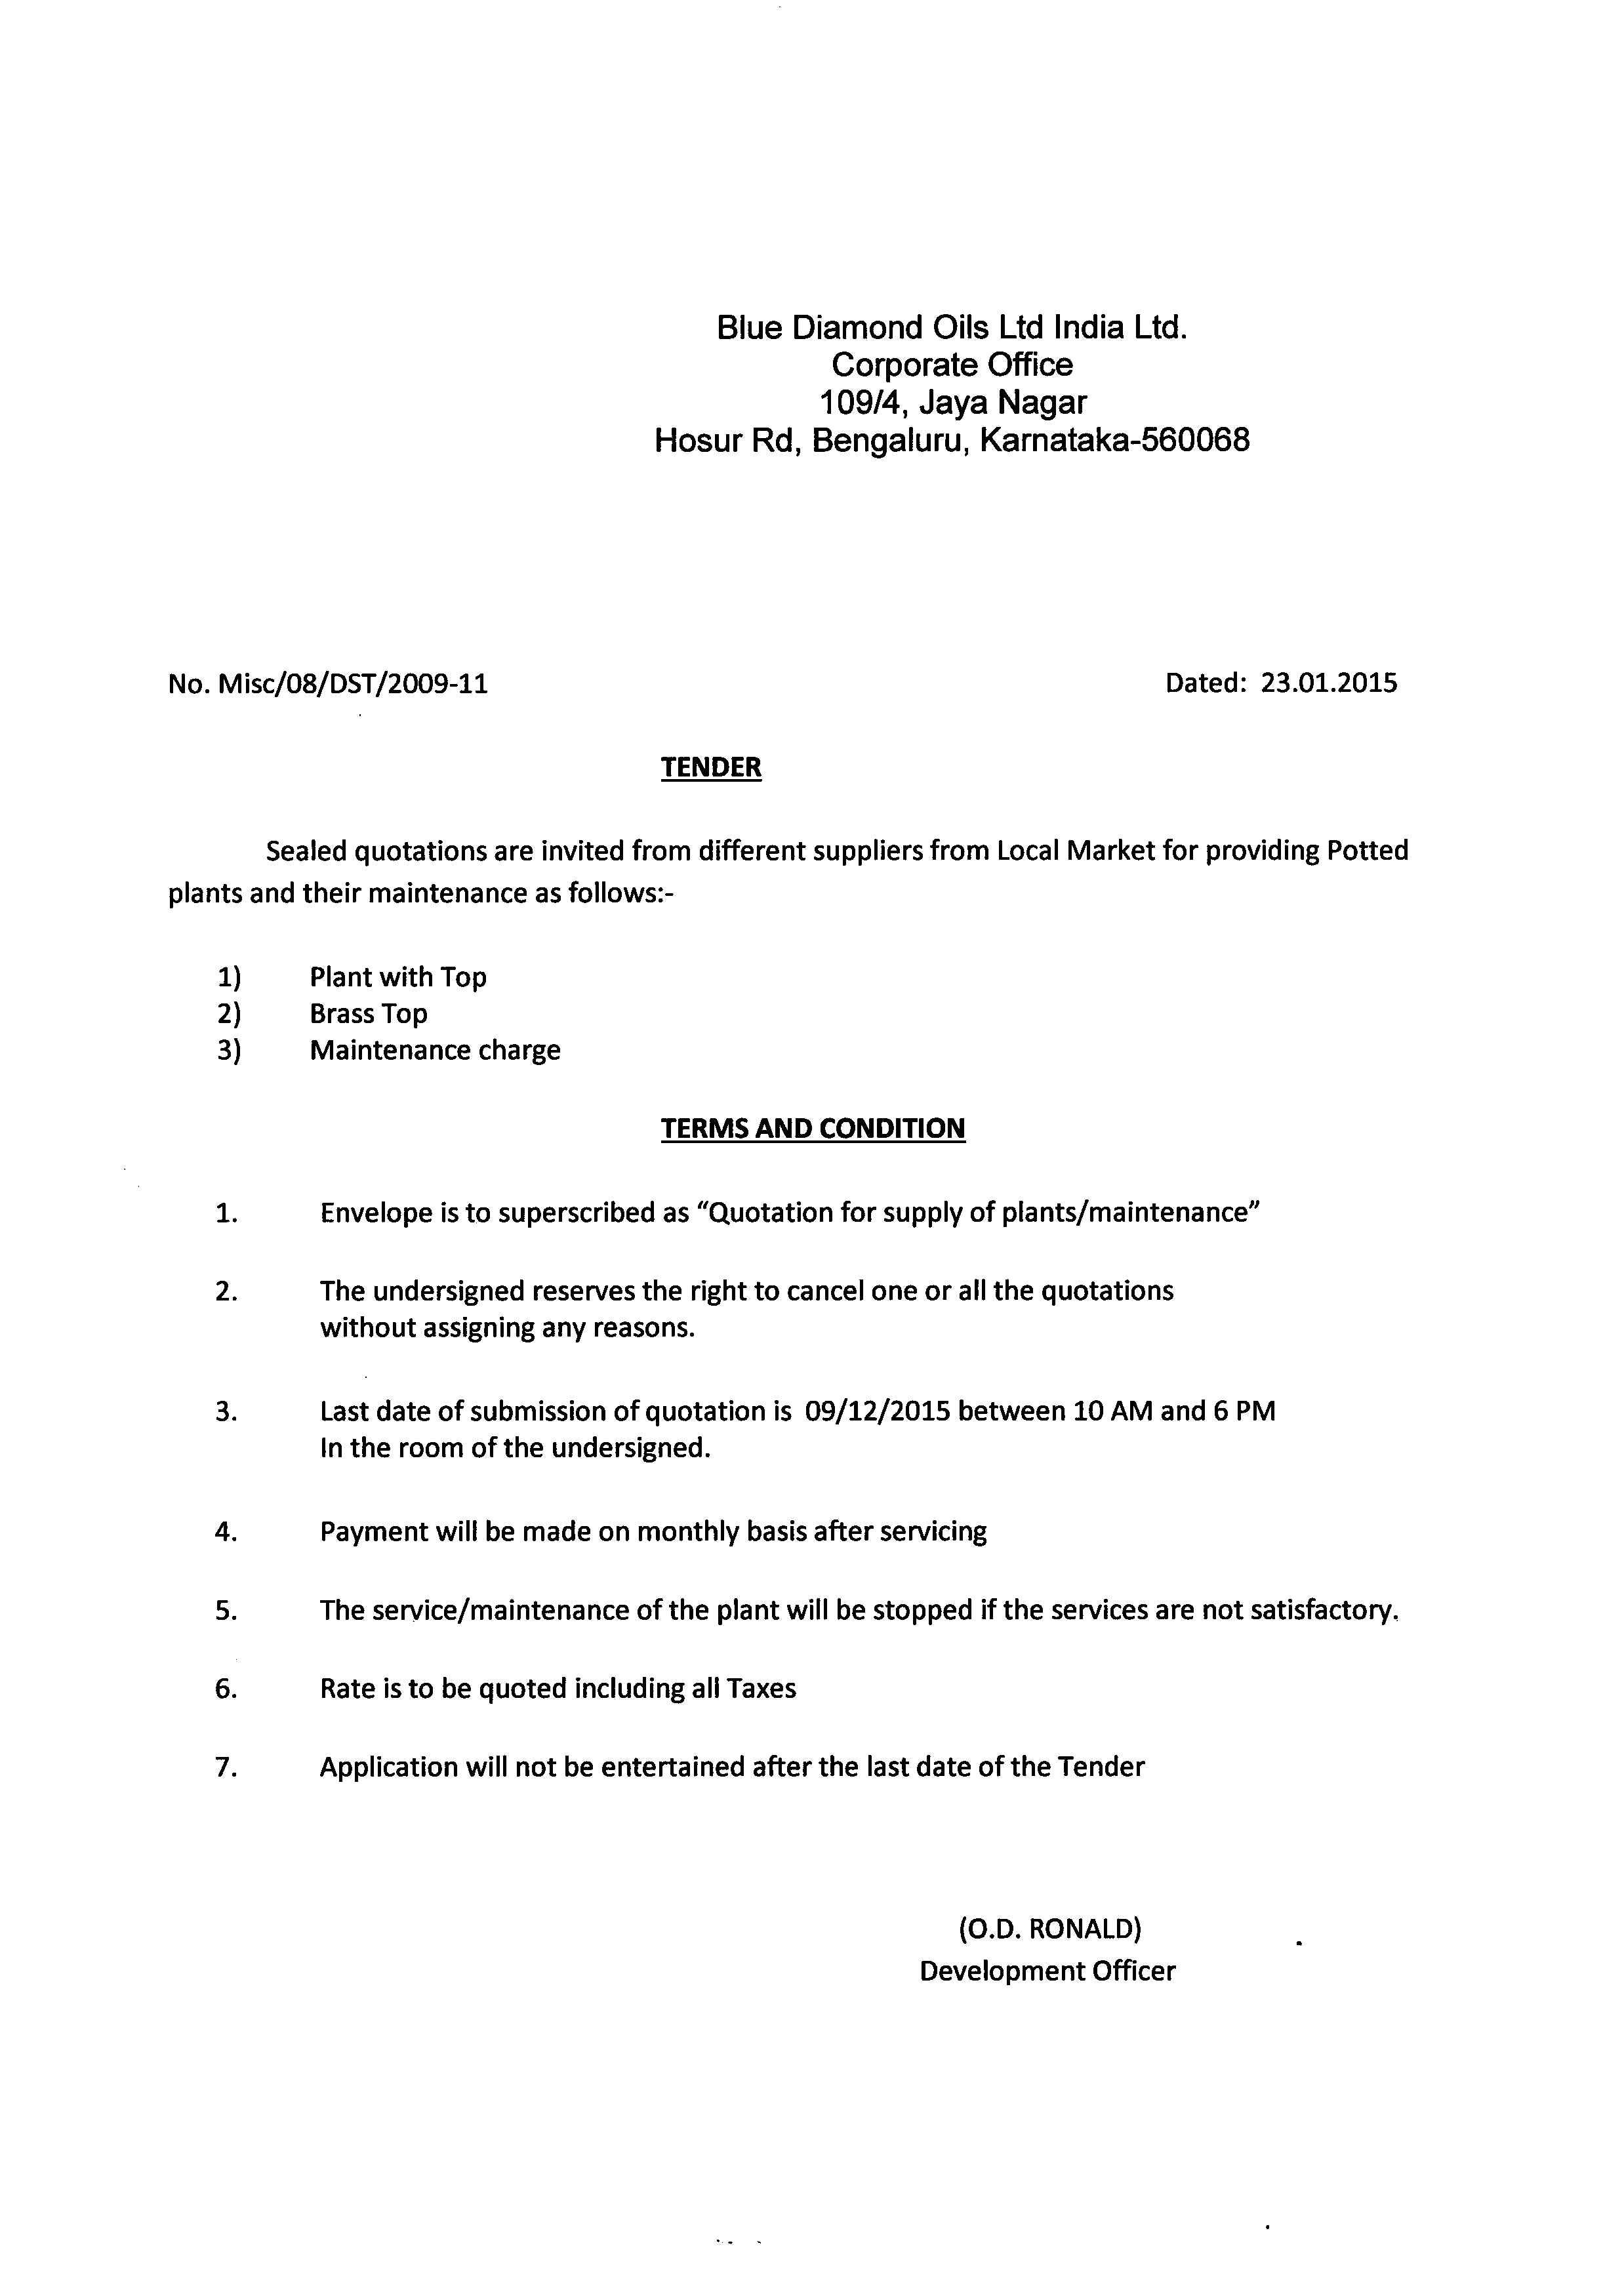 Blue Diamond Oils Ltd India Ltd.
Corporate Office
109/4, Jaya Nagar
Hosur Rd, Bengaluru, Karnataka-560068
No. Misc/08/DST/2009-11 Dated: 23.01.2015
TENDER
Sealed quotations are invited from different suppliers from Local Market for providing Potted
plants and their maintenance as follows:-
1) Plant with Top
2) Brass Top
3) Maintenance charge
TERMS AND CONDITION
1. Envelope is to superscribed as “Quotation for supply of plants/maintenance”
2. The undersigned reserves the right to cancel one or all the quotations
without assigning any reasons.
3. Last date of submission of quotation is 09/12/2015 between 10 AM and 6 PM
In the room of the undersigned.
4. Payment will be made on monthly basis after servicing
5. The service/maintenance of the plant will be stopped if the services are not satisfactory.
6. Rate is to be quoted including all Taxes
7. Application will not be entertained after the last date of the Tender
(O.D. RONALD)
Development Officer